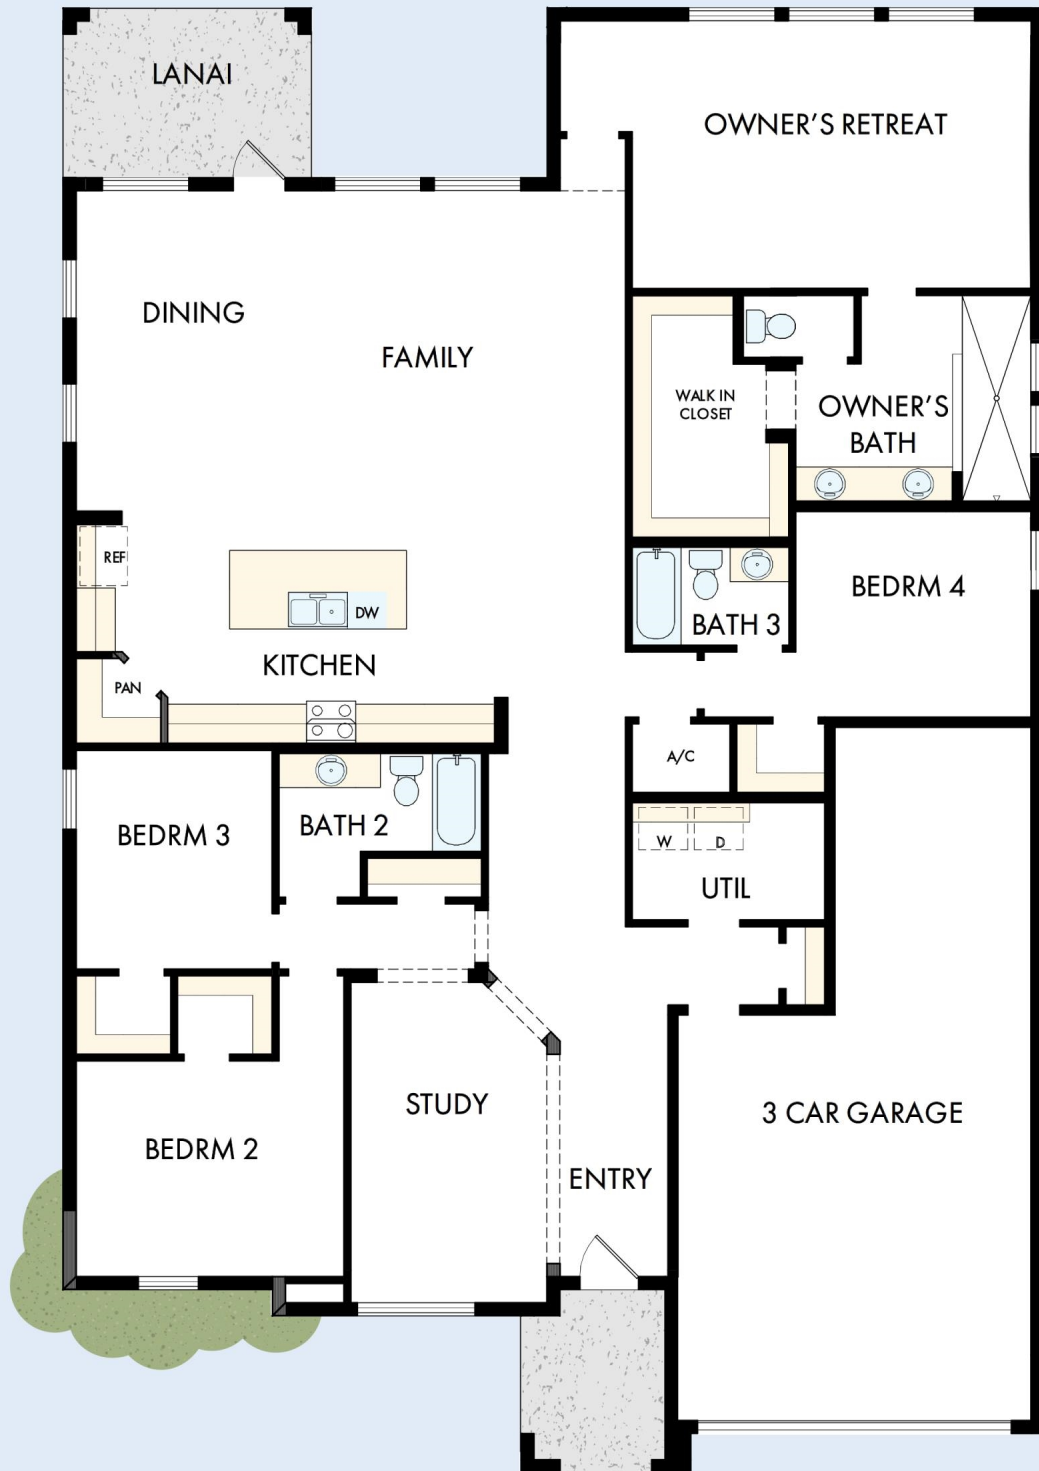 LANAI
OWNER'S RETREAT
DINING
FAMILY
WALK IN
CLOSET
OWNER'S
BATH
REF
DW
BATH 3
BEDRM 4
KITCHEN
PAN
A/C
BEDRM 3
BATH 2
W
D
UTIL
STUDY
3 CAR GARAGE
BEDRM 2
ENTRY